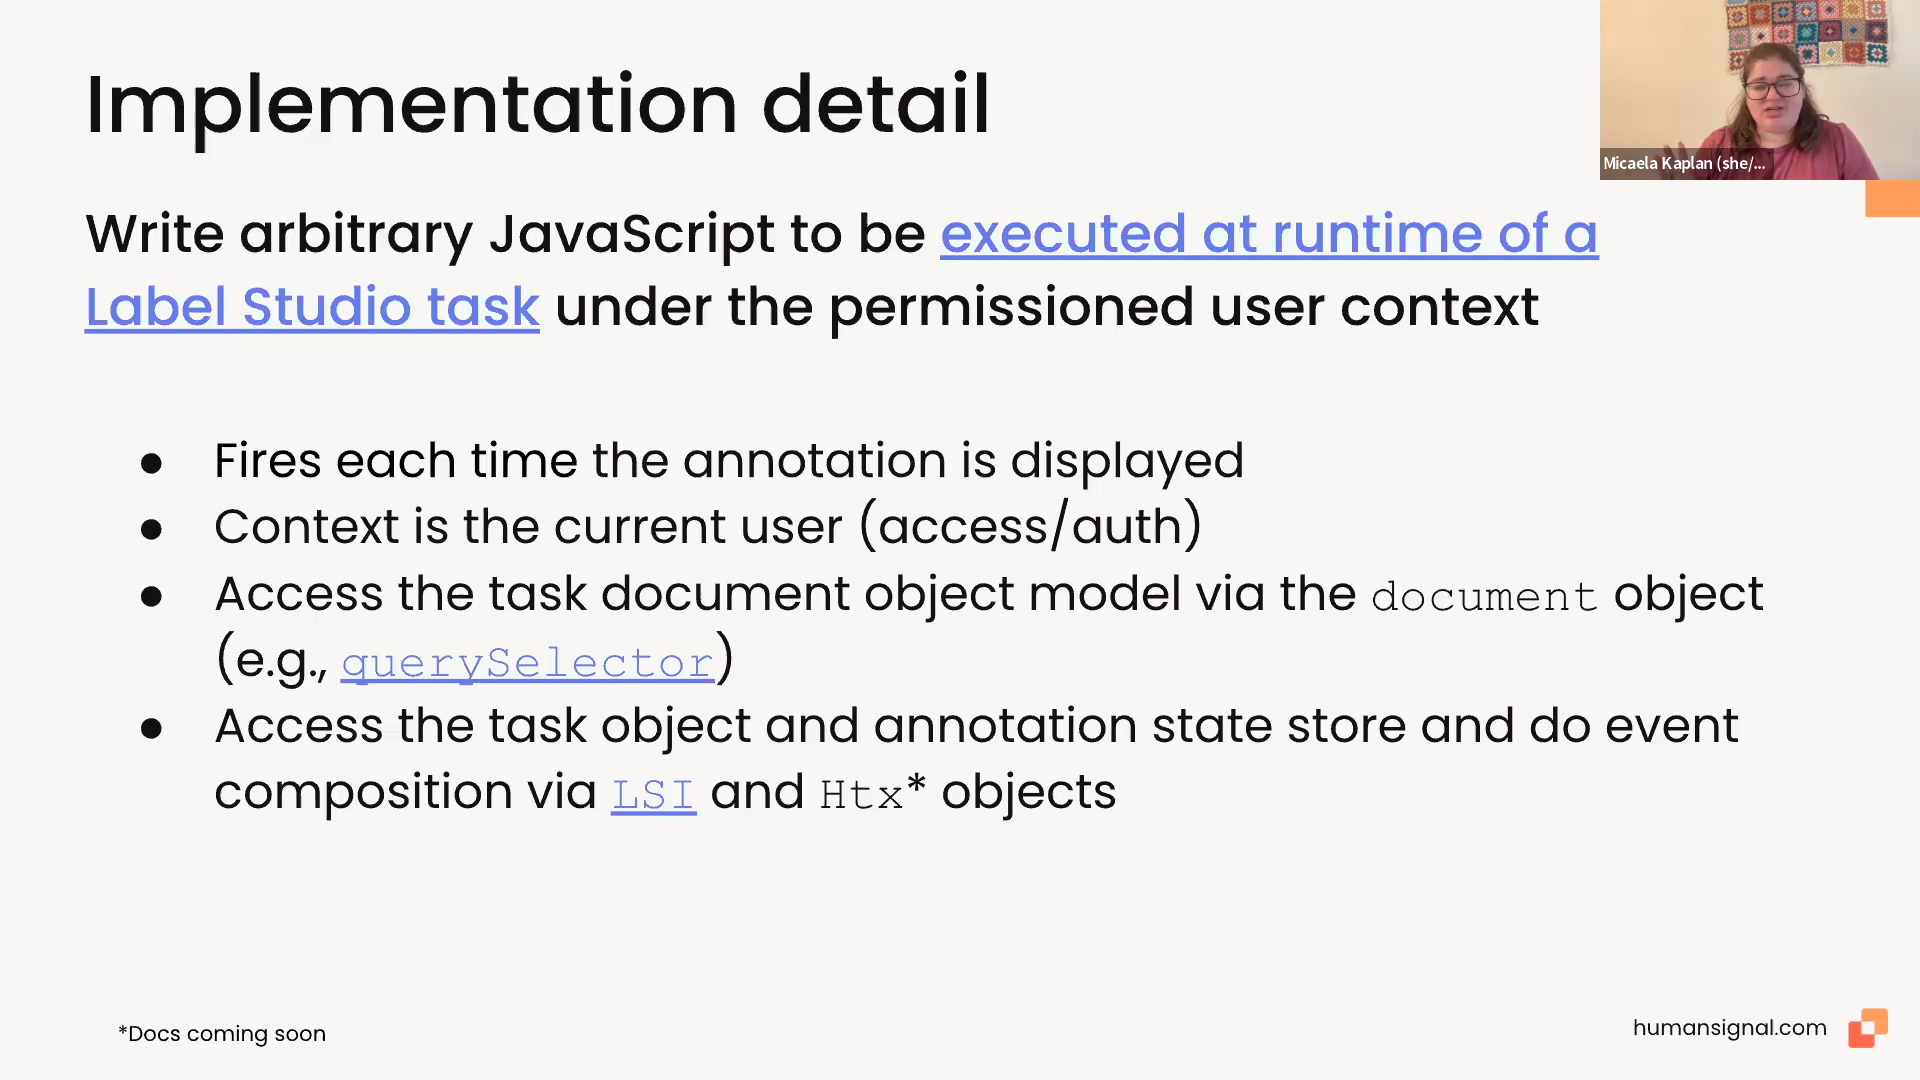 Implementation detail
Micaela Kaplan (she/...
Write arbitrary JavaScript to be executed at runtime of a
Label Studio task under the permissioned user context
● Fires each time the annotation is displayed
● Context is the current user (access/auth)
● Access the task document object model via the document object
(e.g., querySelector)
● Access the task object and annotation state store and do event
composition via LSI and Htx* objects
*Docs coming soon
humansignal.com